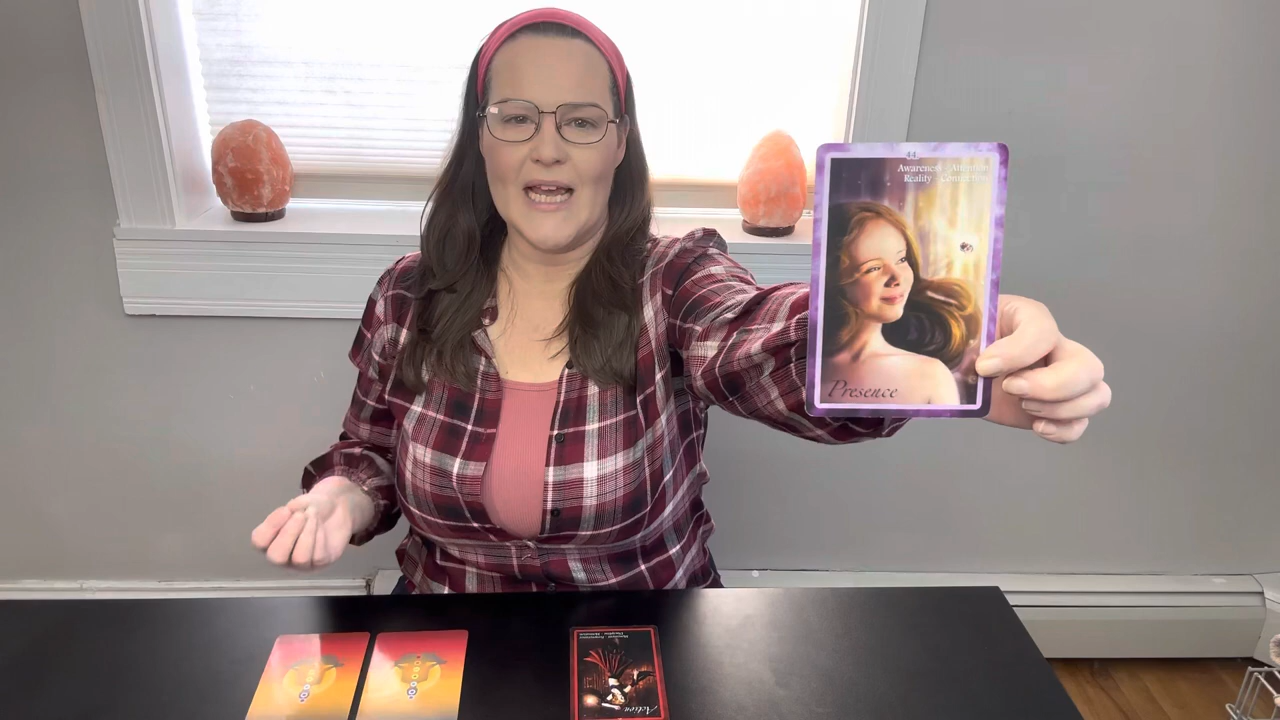 44.
Awareness - Attention
Reality - Connection
Presence
Action